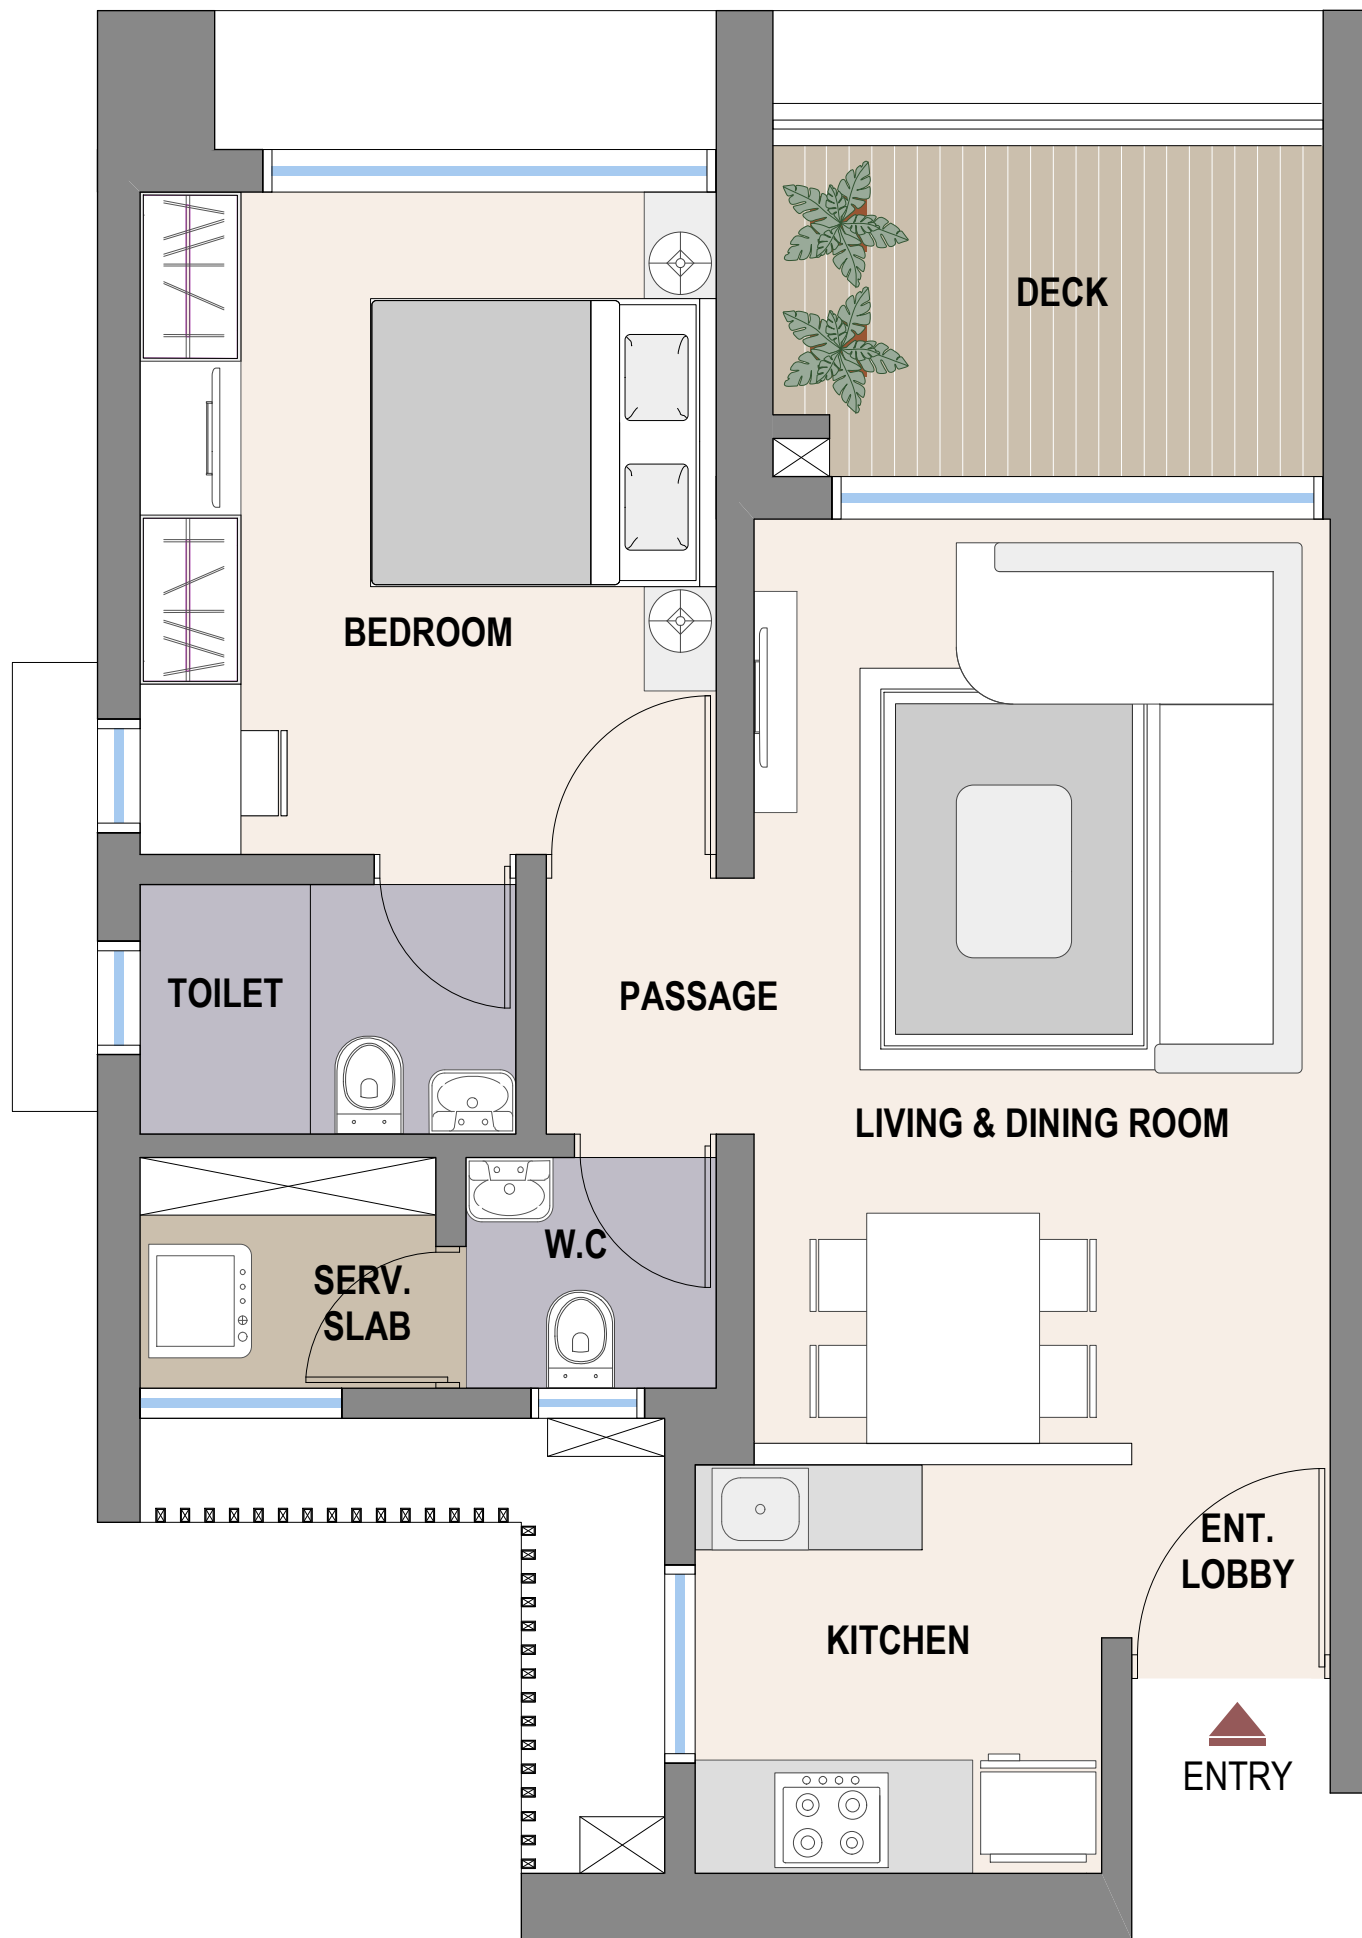 DECK
BEDROOM
TOILET
PASSAGE
LIVING & DINING ROOM
W.C
SERV.
SLAB
ENT.
LOBBY
KITCHEN
ENTRY